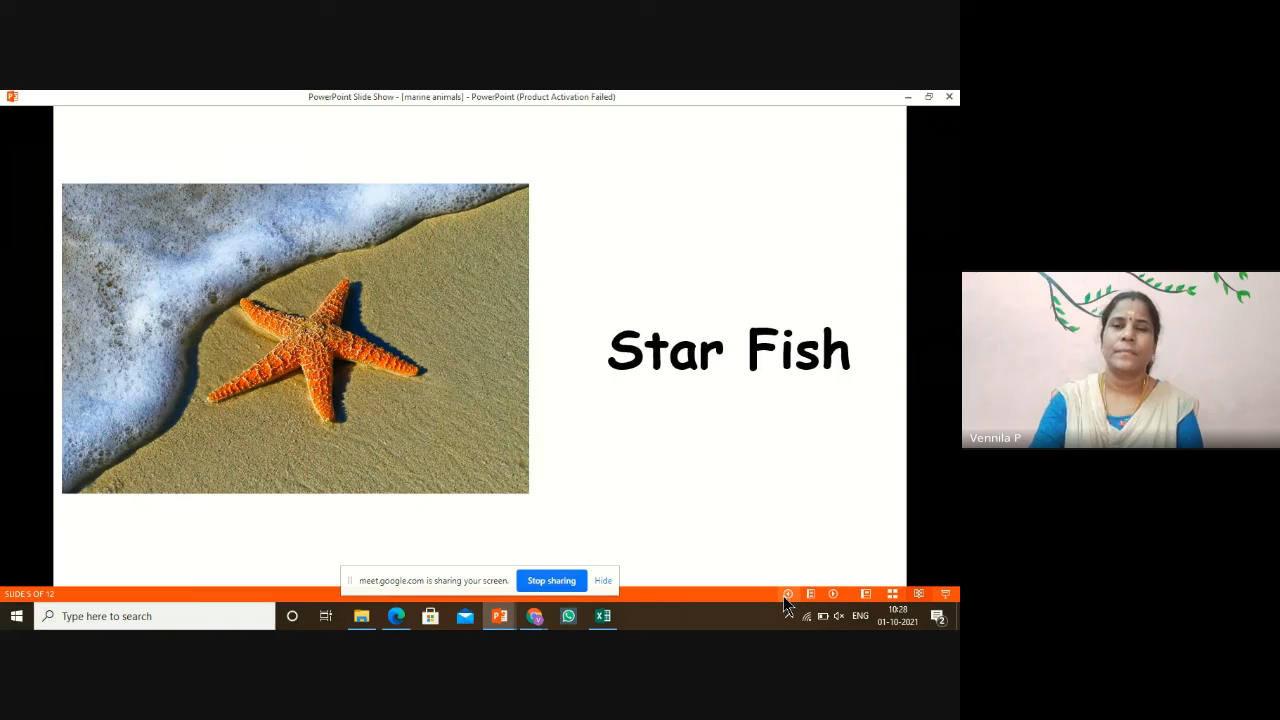 PowerPoint Slide Show - [marine animals] - PowerPoint (Product Activation Failed)
Star Fish
Vennila P
meet.google.com is sharing your screen.
Stop sharing
Hide
SLIDE 5 OF 12
Type here to search
ENG
10:28
01-10-2021
2